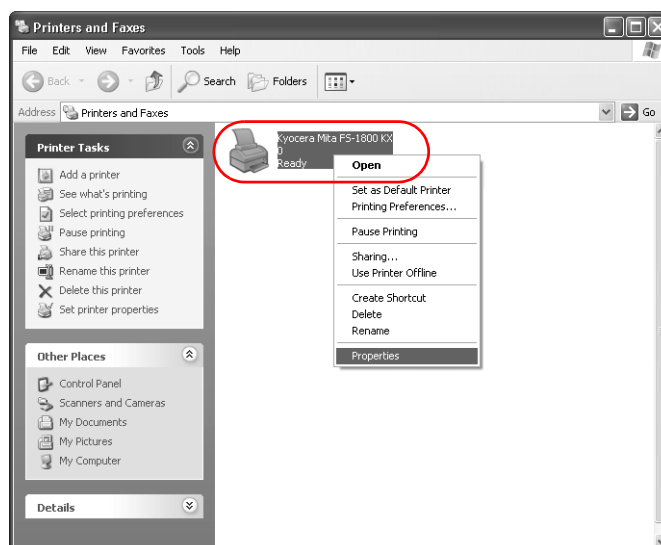 Printers and Faxes
File Edit View Favorites Tools Help
Back Search Folders
Address Printers and Faxes Go
Printer Tasks
Add a printer
See what's printing
Select printing preferences
Pause printing
Share this printer
Rename this printer
Delete this printer
Set printer properties
Other Places
Control Panel
Scanners and Cameras
My Documents
My Pictures
My Computer
Details
Kyocera Mita FS-1800 KX
0
Ready
Open
Set as Default Printer
Printing Preferences...
Pause Printing
Sharing...
Use Printer Offline
Create Shortcut
Delete
Rename
Properties